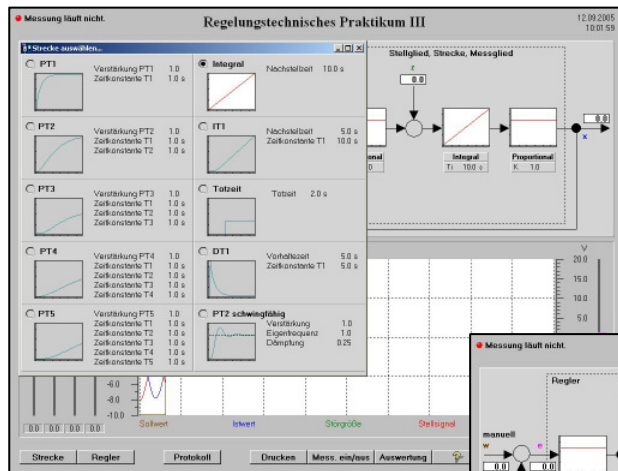 Messung läuft nicht.
Regelungstechnisches Praktikum III
12.09.2005
10:01:59
Strecke auswählen...
PT1
Verstärkung PT1 1.0
Zeitkonstante T1 1.0 s
Integral
Nachstellzeit 10.0 s
PT2
Verstärkung PT2 1.0
Zeitkonstante T1 1.0 s
Zeitkonstante T2 1.0 s
IT1
Nachstellzeit 5.0 s
Zeitkonstante T1 10.0 s
PT3
Verstärkung PT3 1.0
Zeitkonstante T1 1.0 s
Zeitkonstante T2 1.0 s
Zeitkonstante T3 1.0 s
Totzeit
Totzeit 2.0 s
PT4
Verstärkung PT4 1.0
Zeitkonstante T1 1.0 s
Zeitkonstante T2 1.0 s
Zeitkonstante T3 1.0 s
Zeitkonstante T4 1.0 s
DT1
Vorhaltezeit 5.0 s
Zeitkonstante T1 5.0 s
PT5
Verstärkung PT5 1.0
Zeitkonstante T1 1.0 s
Zeitkonstante T2 1.0 s
Zeitkonstante T3 1.0 s
Zeitkonstante T4 1.0 s
Zeitkonstante T5 1.0 s
PT2 schwingfähig
Verstärkung 1.0
Eigenfrequenz 1.0
Dämpfung 0.25
Stellglied, Strecke, Messglied
z
0.0
0.0
x
Integral
Ti 10.0 s
Proportional
K 1.0
V
20.0
15.0
10.0
5.0
-6.0
-8.0
-10.0
0.0 0.0 0.0 0.0
Sollwert Istwert Störgröße Stellsignal
Strecke Regler Protokoll Drucken Mess. ein/aus Auswertung ?
Messung läuft nicht.
Regler
manuell
w
e
0.0 0.0